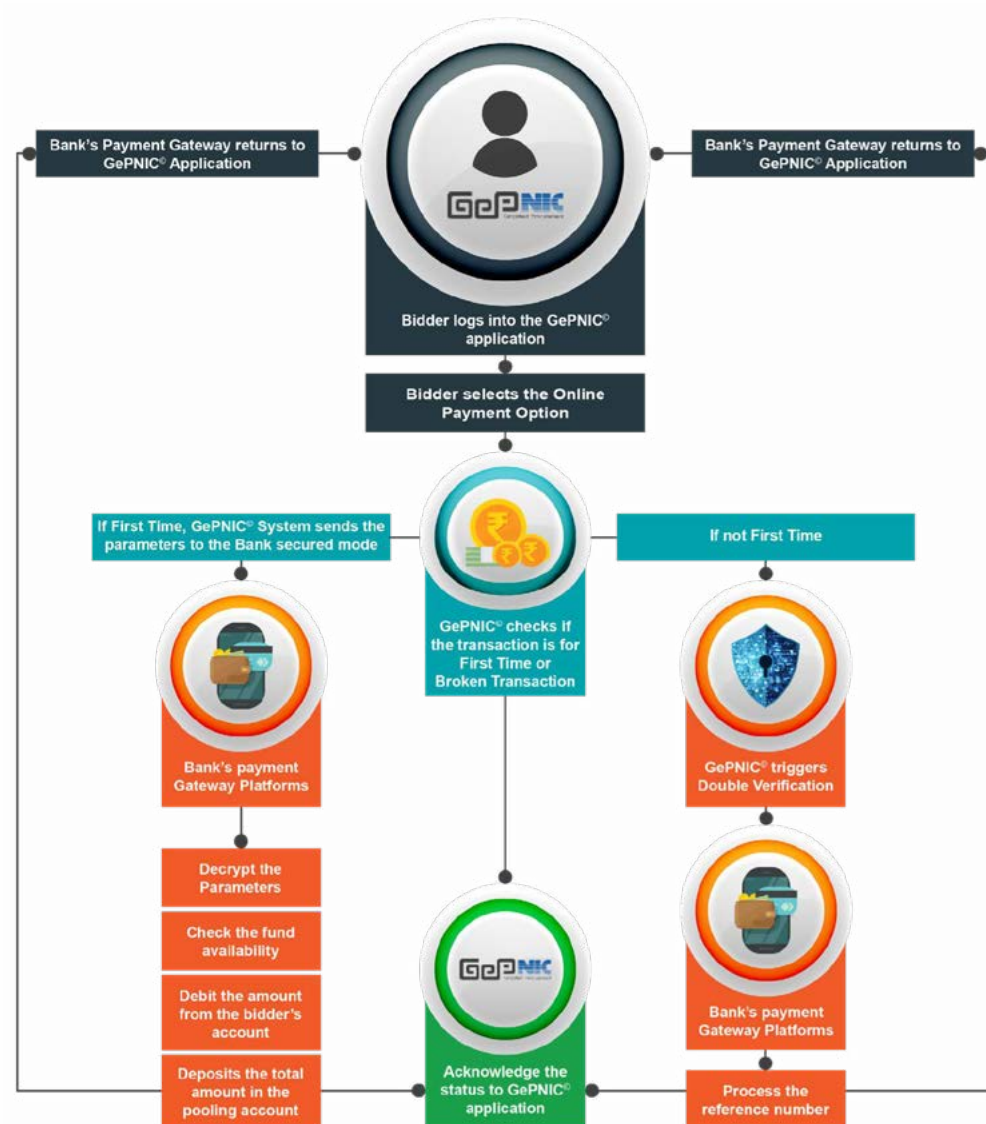 Bank's Payment Gateway returns to
GePNIC© Application
Bank's Payment Gateway returns to
GePNIC© Application
GePNIC
Bidder logs into the GePNIC©
application
Bidder selects the Online
Payment Option
If First Time, GePNIC© System sends the
parameters to the Bank secured mode
If not First Time
GePNIC© checks if
the transaction is for
First Time or
Broken Transaction
Bank's payment
Gateway Platforms
GePNIC© triggers
Double Verification
Decrypt the
Parameters
Check the fund
availability
Debit the amount
from the bidder's
account
Deposits the total
amount in the
pooling account
GePNIC
Acknowledge the
status to GePNIC©
application
Bank's payment
Gateway Platforms
Process the
reference number